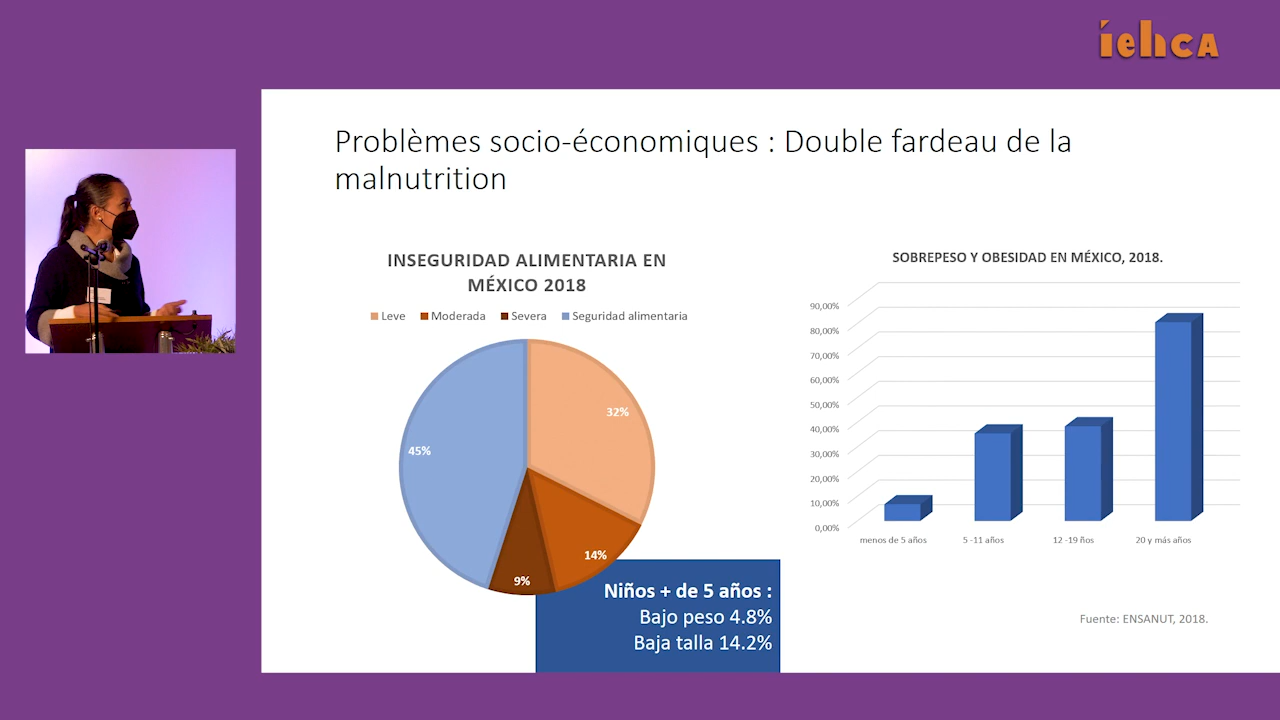 iehCA
Problèmes socio-économiques : Double fardeau de la
malnutrition
INSEGURIDAD ALIMENTARIA EN
MÉXICO 2018
Leve Moderada Severa Seguridad alimentaria
32%
45%
14%
9%
Niños + de 5 años :
Bajo peso 4.8%
Baja talla 14.2%
SOBREPESO Y OBESIDAD EN MÉXICO, 2018.
90,00%
80,00%
70,00%
60,00%
50,00%
40,00%
30,00%
20,00%
10,00%
0,00%
menos de 5 años 5 -11 años 12 -19 ños 20 y más años
Fuente: ENSANUT, 2018.